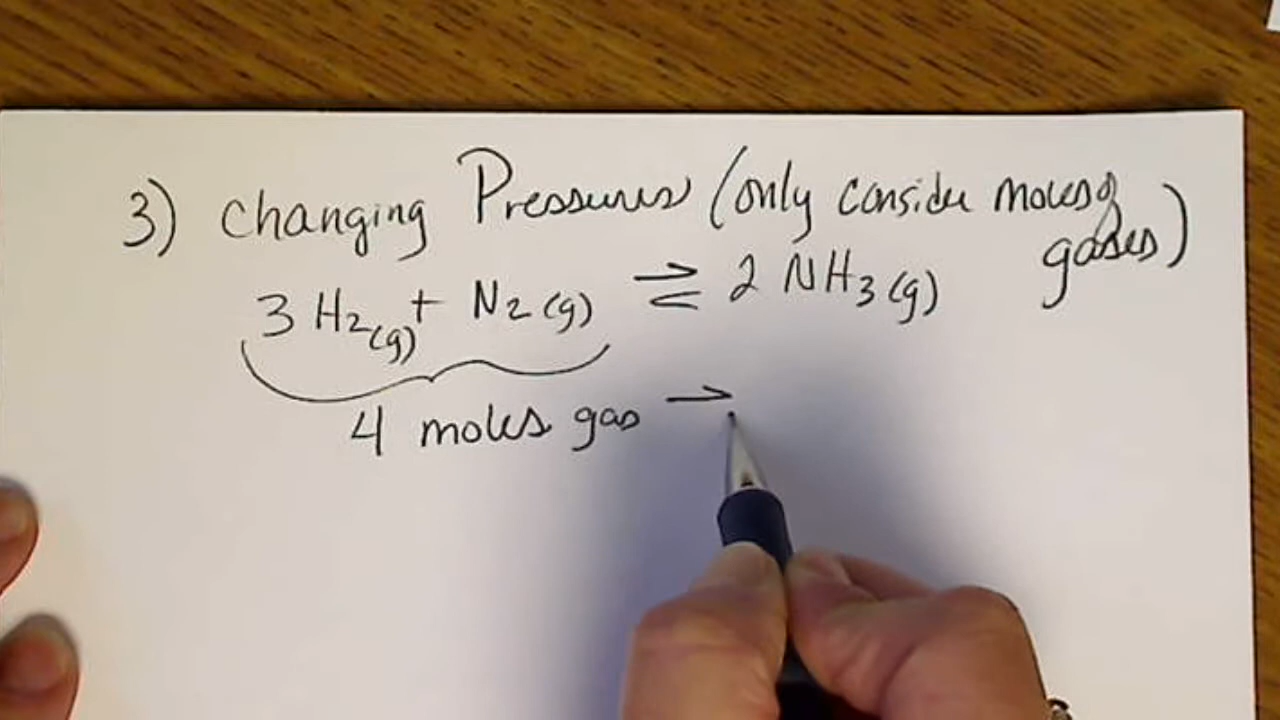 3) Changing Pressures (only consider moles of gases)
3 H₂(g) + N₂(g) ⇌ 2 NH₃(g)
4 moles gas ⇀